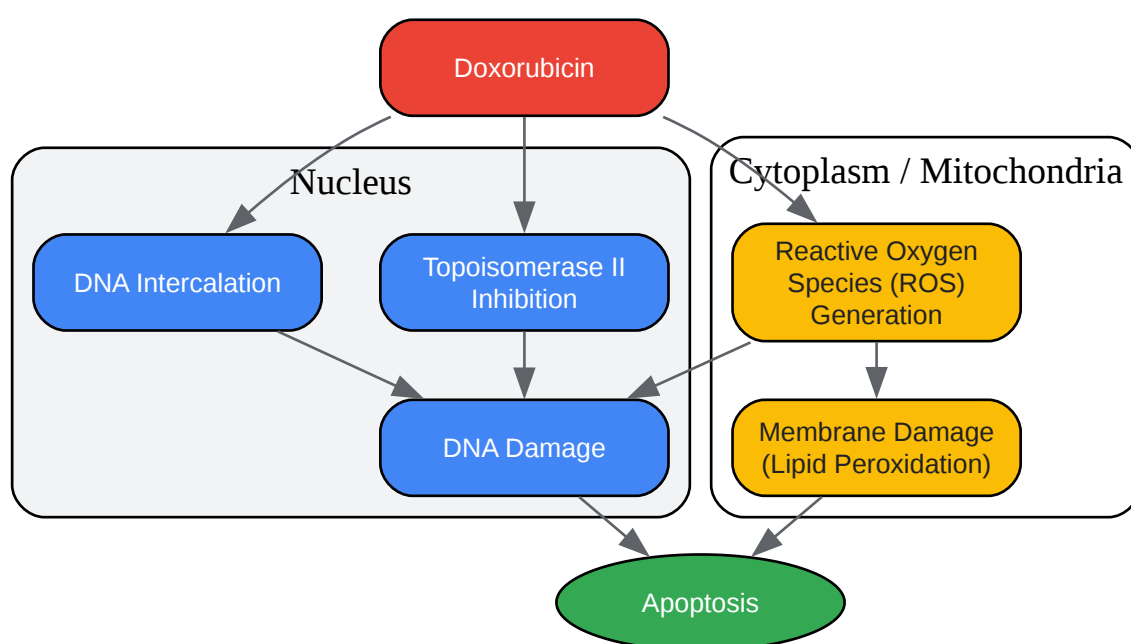 Doxorubicin
Nucleus
Cytoplasm / Mitochondria
DNA Intercalation
Topoisomerase II
Inhibition
Reactive Oxygen
Species (ROS)
Generation
DNA Damage
Membrane Damage
(Lipid Peroxidation)
Apoptosis